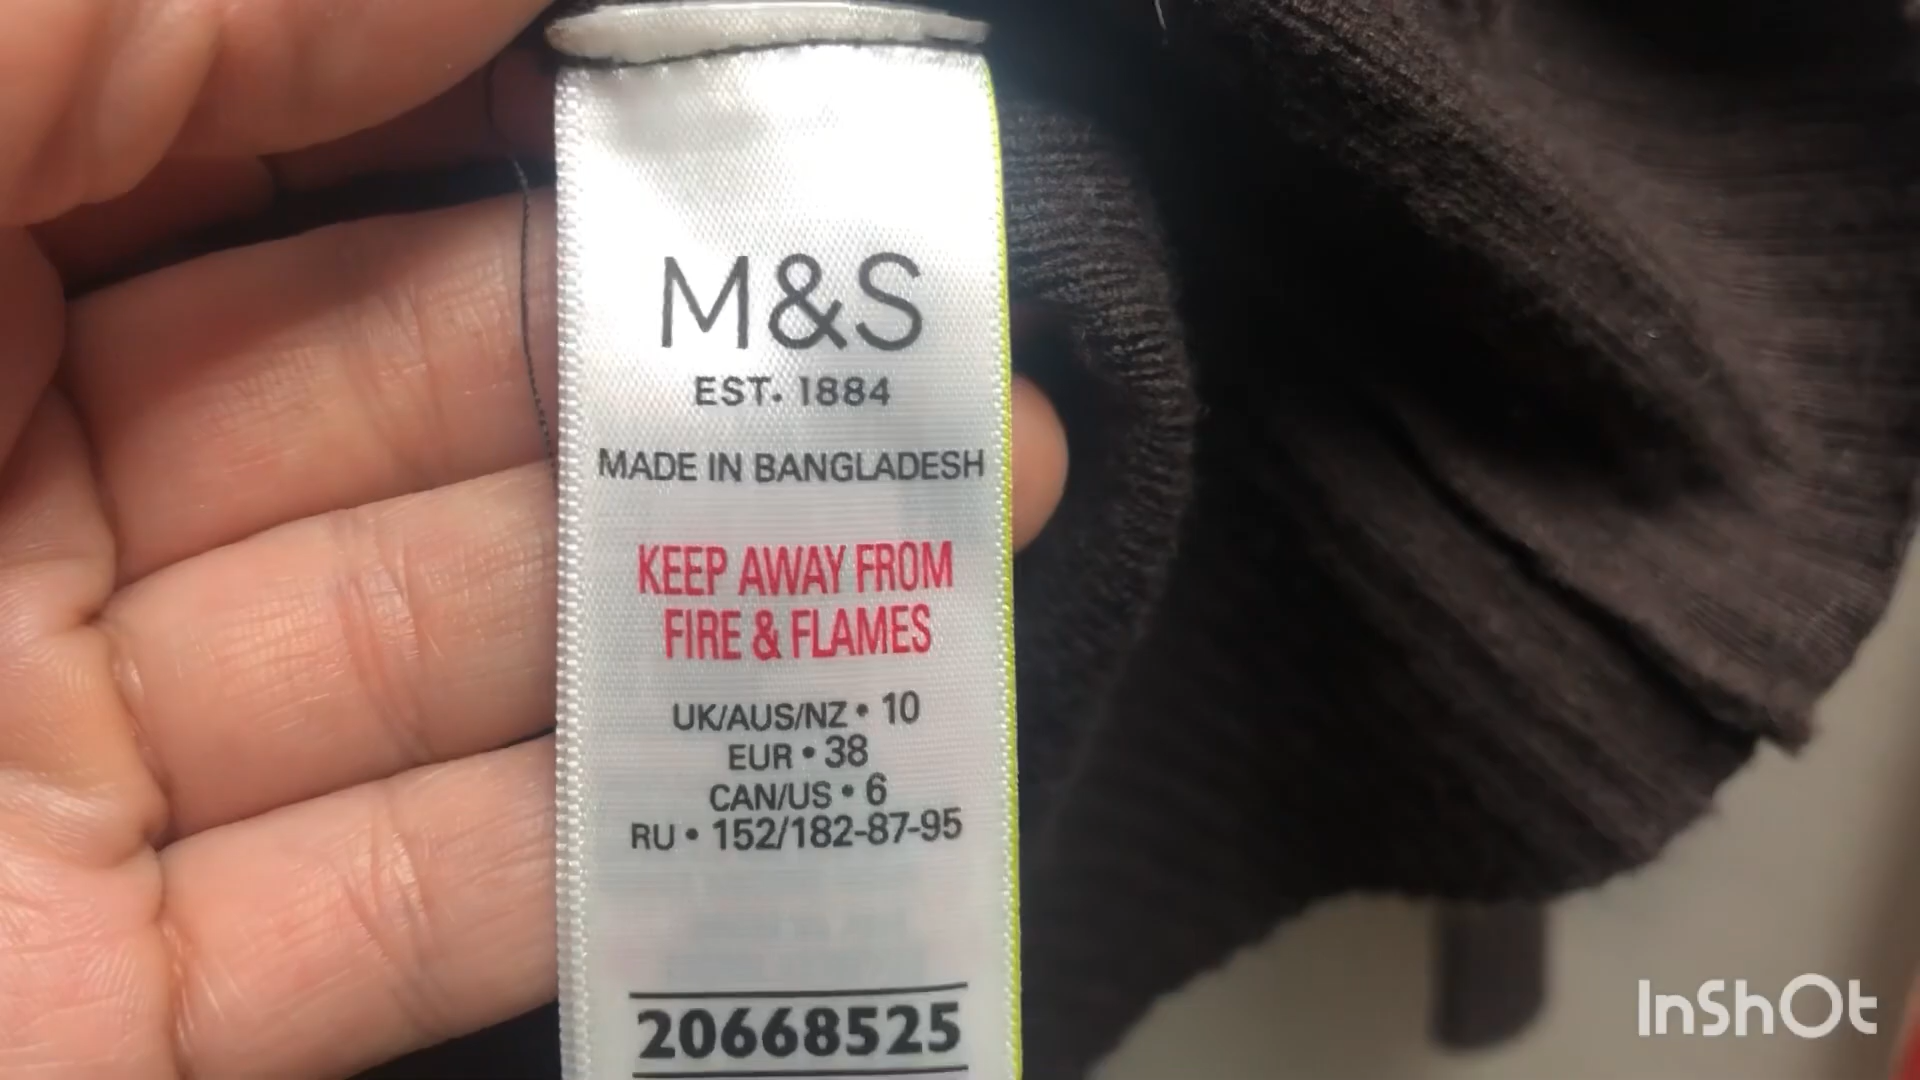 M&S
EST. 1884
MADE IN BANGLADESH
KEEP AWAY FROM
FIRE & FLAMES
UK/AUS/NZ • 10
EUR • 38
CAN/US • 6
RU • 152/182-87-95
20668525
InShOt